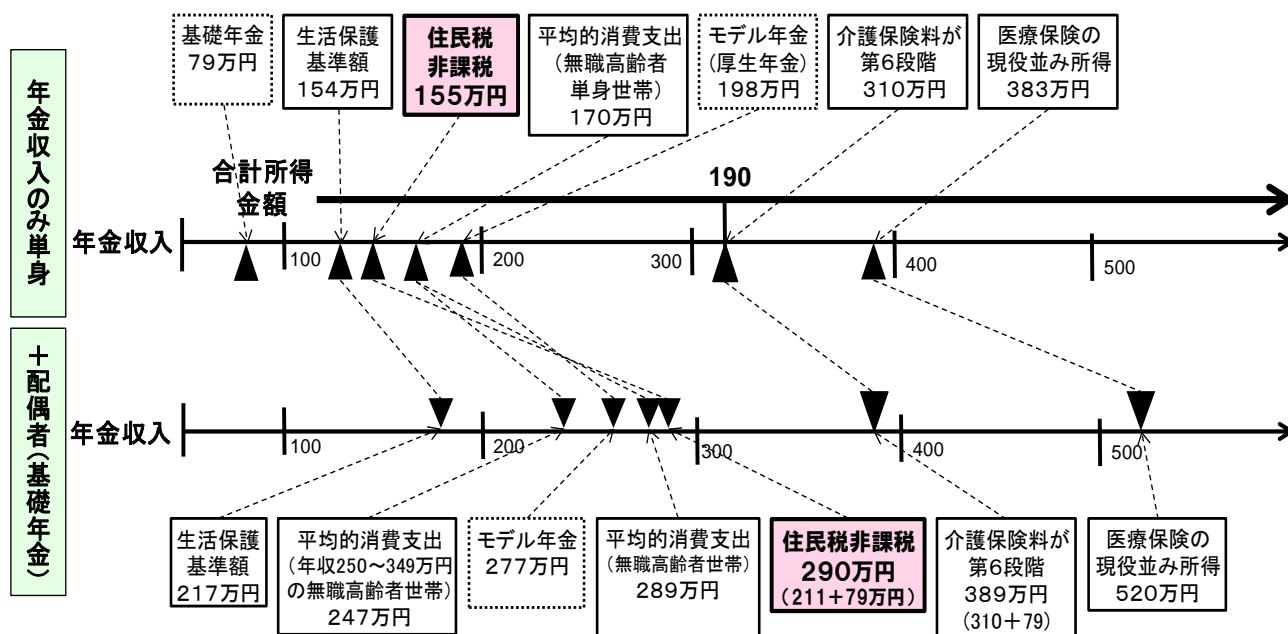 基礎年金
79万円
生活保護
基準額
154万円
住民税
非課税
155万円
平均的消費支出
(無職高齢者
単身世帯)
170万円
モデル年金
(厚生年金)
198万円
介護保険料が
第6段階
310万円
医療保険の
現役並み所得
383万円
年金収入のみ単身
合計所得
金額
190
年金収入
100
200
300
400
500
+配偶者(基礎年金)
年金収入
100
200
300
400
500
生活保護
基準額
217万円
平均的消費支出
(年収250~349万円
の無職高齢者世帯)
247万円
モデル年金
277万円
平均的消費支出
(無職高齢者世帯)
289万円
住民税非課税
290万円
(211+79万円)
介護保険料が
第6段階
389万円
(310+79)
医療保険の
現役並み所得
520万円